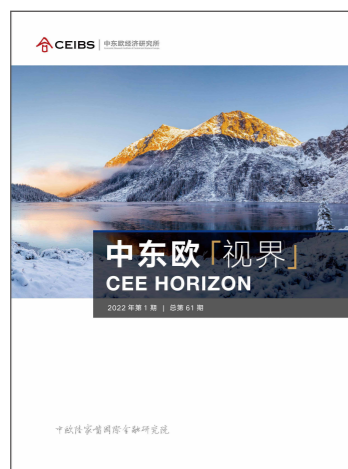 CEIBS | 中东欧经济研究所
中东欧「视界」
CEE HORIZON
2022 年第 1 期 | 总第 61 期
中欧陆家嘴国际金融研究院